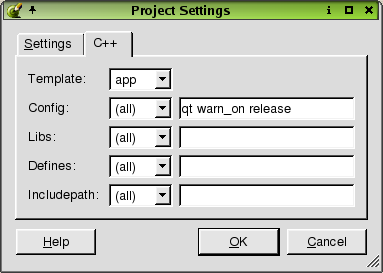 Project Settings
Settings C++
Template: app
Config: (all) qt warn_on release
Libs: (all)
Defines: (all)
Includepath: (all)
Help OK Cancel